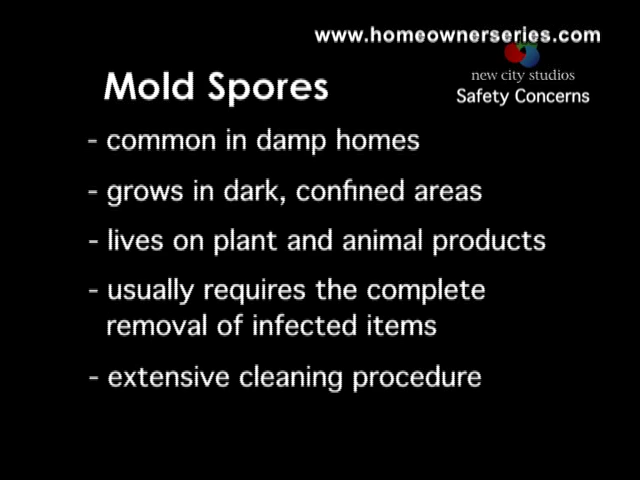 www.homeownerseries.com
new city studios
Safety Concerns
Mold Spores
- common in damp homes
- grows in dark, confined areas
- lives on plant and animal products
- usually requires the complete
removal of infected items
- extensive cleaning procedure